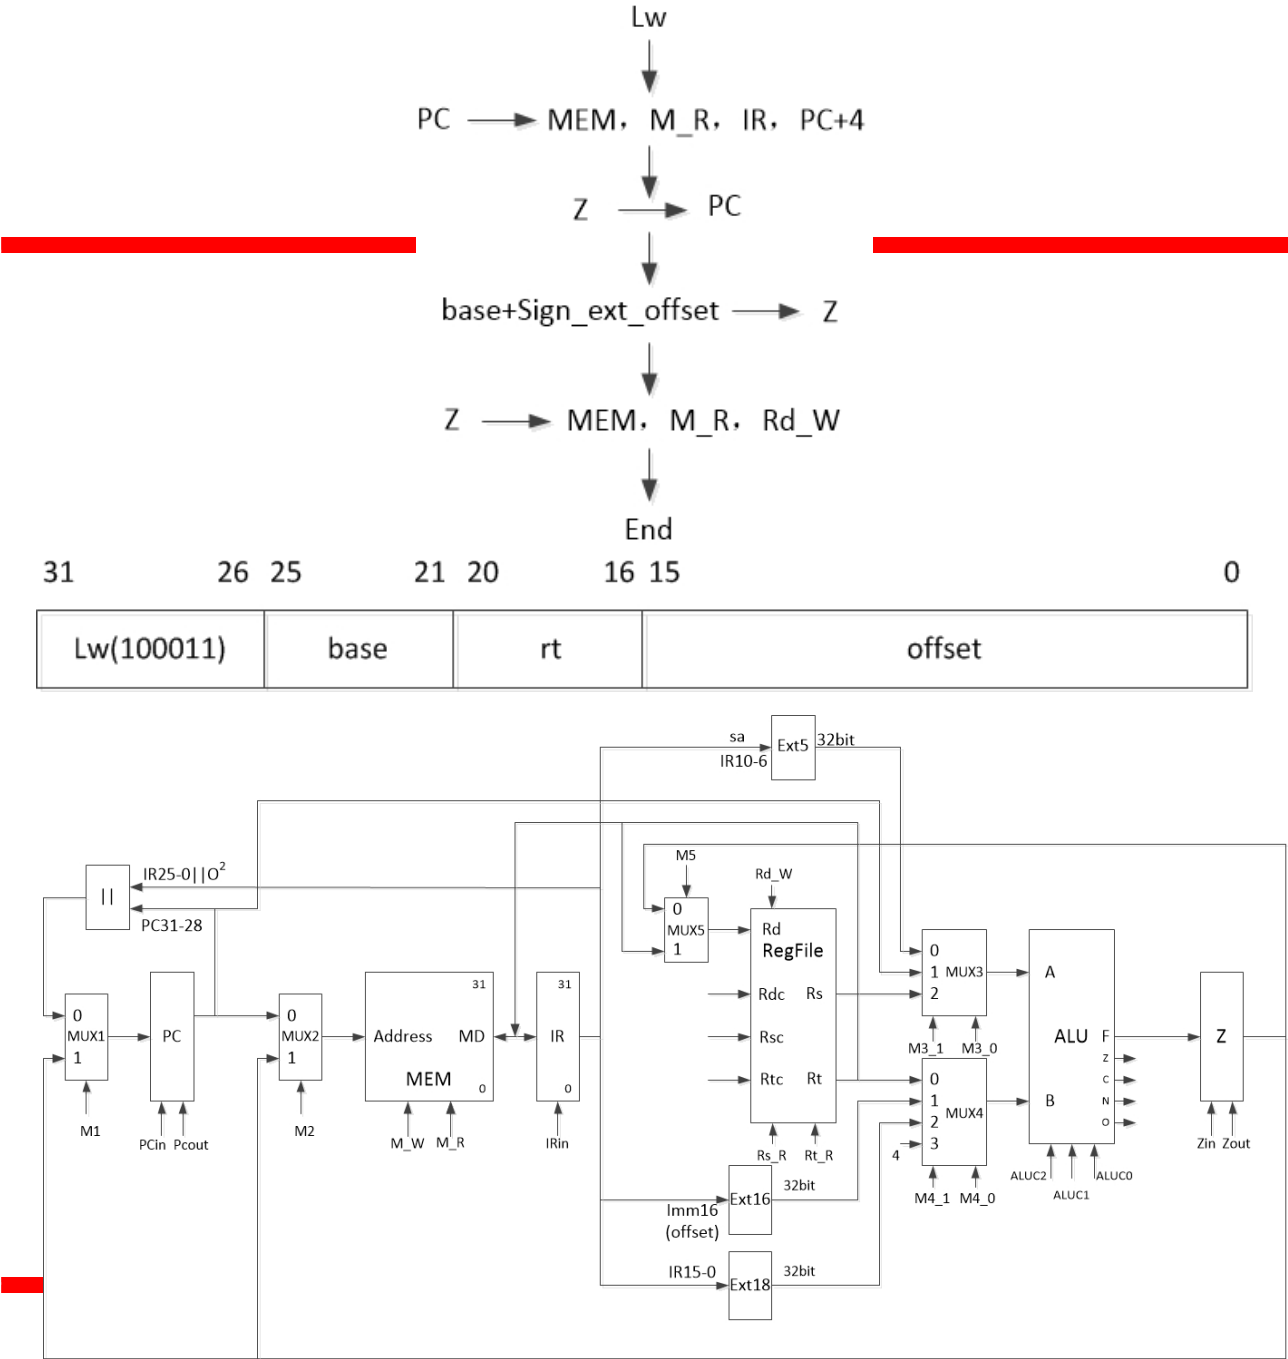 Lw
PC MEM, M_R, IR, PC+4
Z PC
base+Sign_ext_offset Z
Z MEM, M_R, Rd_W
End
31 26 25 21 20 16 15 0
Lw(100011) base rt offset
sa
Ext5 32bit
IR10-6
M5
IR25-0||O²
Rd_W
||
PC31-28
0
MUX5
1
Rd
RegFile
0
1 MUX3
2
A
31
31
0
MUX1
1
PC
0
MUX2
1
Address MD
MEM
0
IR
0
Rdc Rs
Rsc
Rtc Rt
M3_1 M3_0
ALU F
Z
C
N
O
B
Z
0
1
2
3
MUX4
4
M1
PCin Pcout
M2
M_W M_R
IRin
Rs_R Rt_R
Zin Zout
ALUC2 ALUC0
ALUC1
M4_1 M4_0
Ext16 32bit
Imm16
(offset)
IR15-0 Ext18 32bit